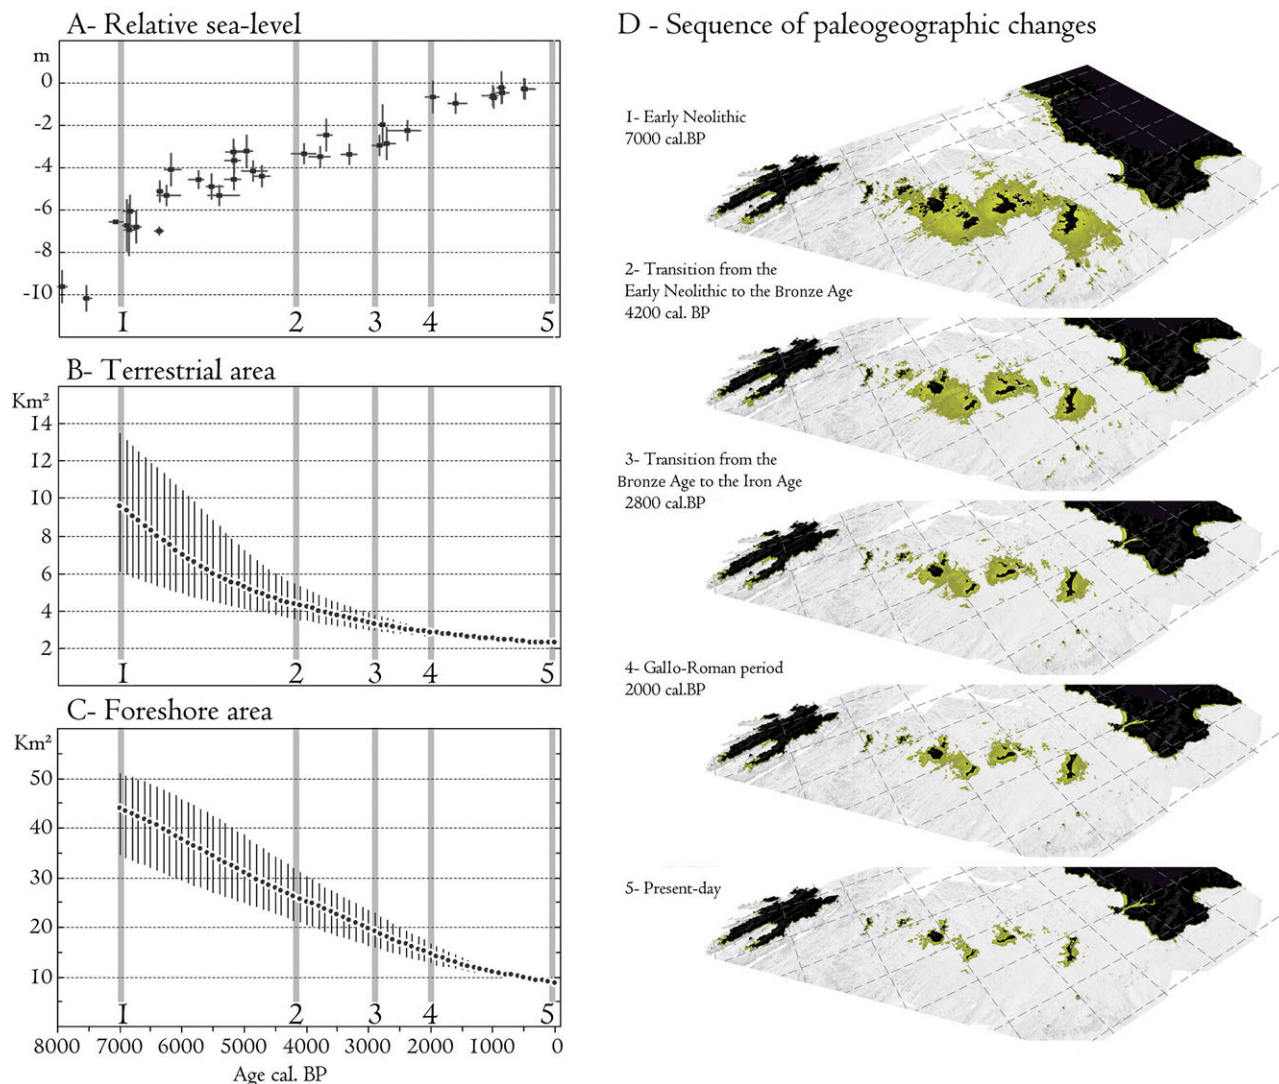 A- Relative sea-level
m
0
-2
-4
-6
-8
-10
1
2
3
4
5
B- Terrestrial area
Km²
14
12
10
8
6
4
2
1
2
3
4
5
C- Foreshore area
Km²
50
40
30
20
10
1
2
3
4
5
8000 7000 6000 5000 4000 3000 2000 1000 0
Age cal. BP
D - Sequence of paleogeographic changes
1- Early Neolithic
7000 cal.BP
2- Transition from the
Early Neolithic to the Bronze Age
4200 cal. BP
3- Transition from the
Bronze Age to the Iron Age
2800 cal.BP
4- Gallo-Roman period
2000 cal.BP
5- Present-day